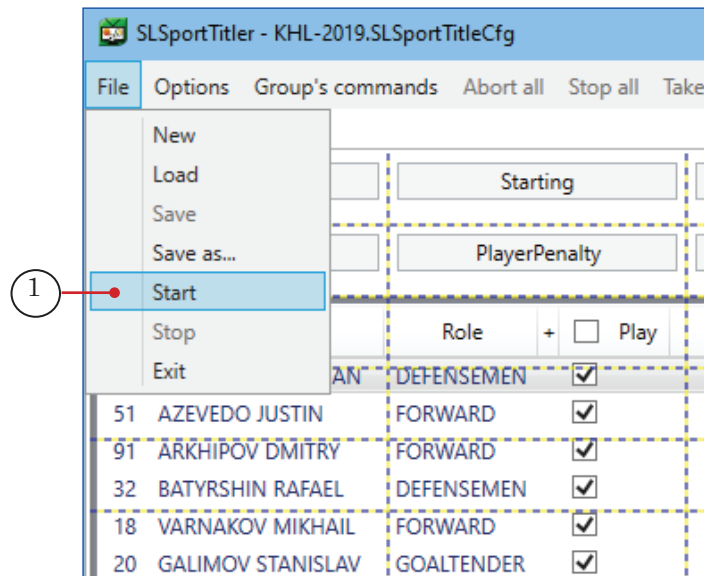 SLSportTitler - KHL-2019.SLSportTitleCfg
File Options Group's commands Abort all Stop all Take
New
Load
Starting
Save
Save as...
PlayerPenalty
1
Start
Stop
Role + Play
Exit
AN DEFENSEMEN
51 AZEVEDO JUSTIN FORWARD
91 ARKHIPOV DMITRY FORWARD
32 BATYRSHIN RAFAEL DEFENSEMEN
18 VARNAKOV MIKHAIL FORWARD
20 GALIMOV STANISLAV GOALTENDER